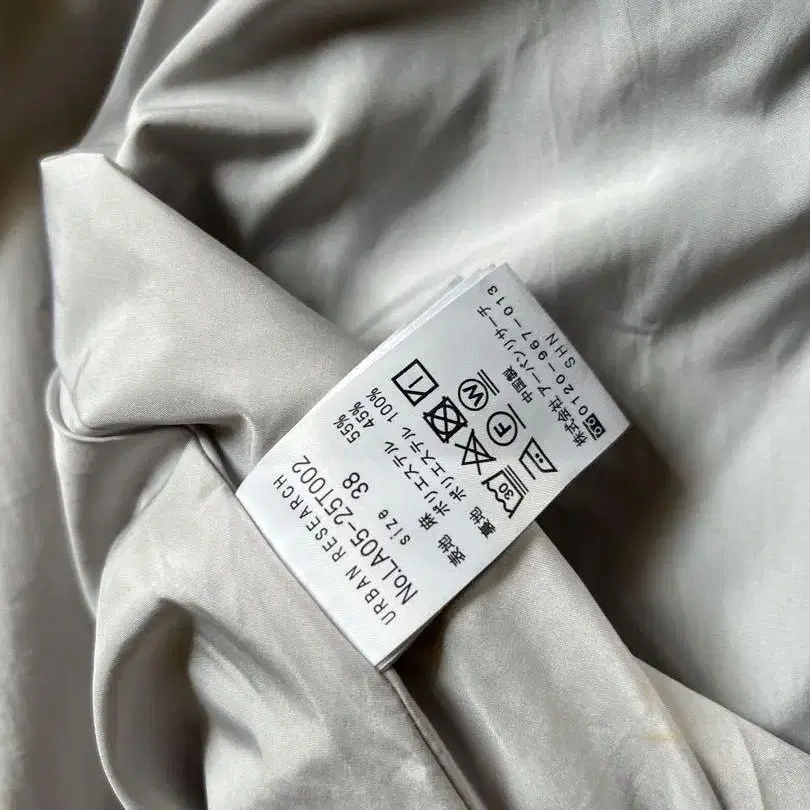 URBAN RESEARCH
No.LA05-25T002
size 38
表地 麻 55%
ポリエステル 45%
裏地 ポリエステル 100%
30
W
F
中国製
株式会社 アーバンリサーチ
0120-967-013
SHN